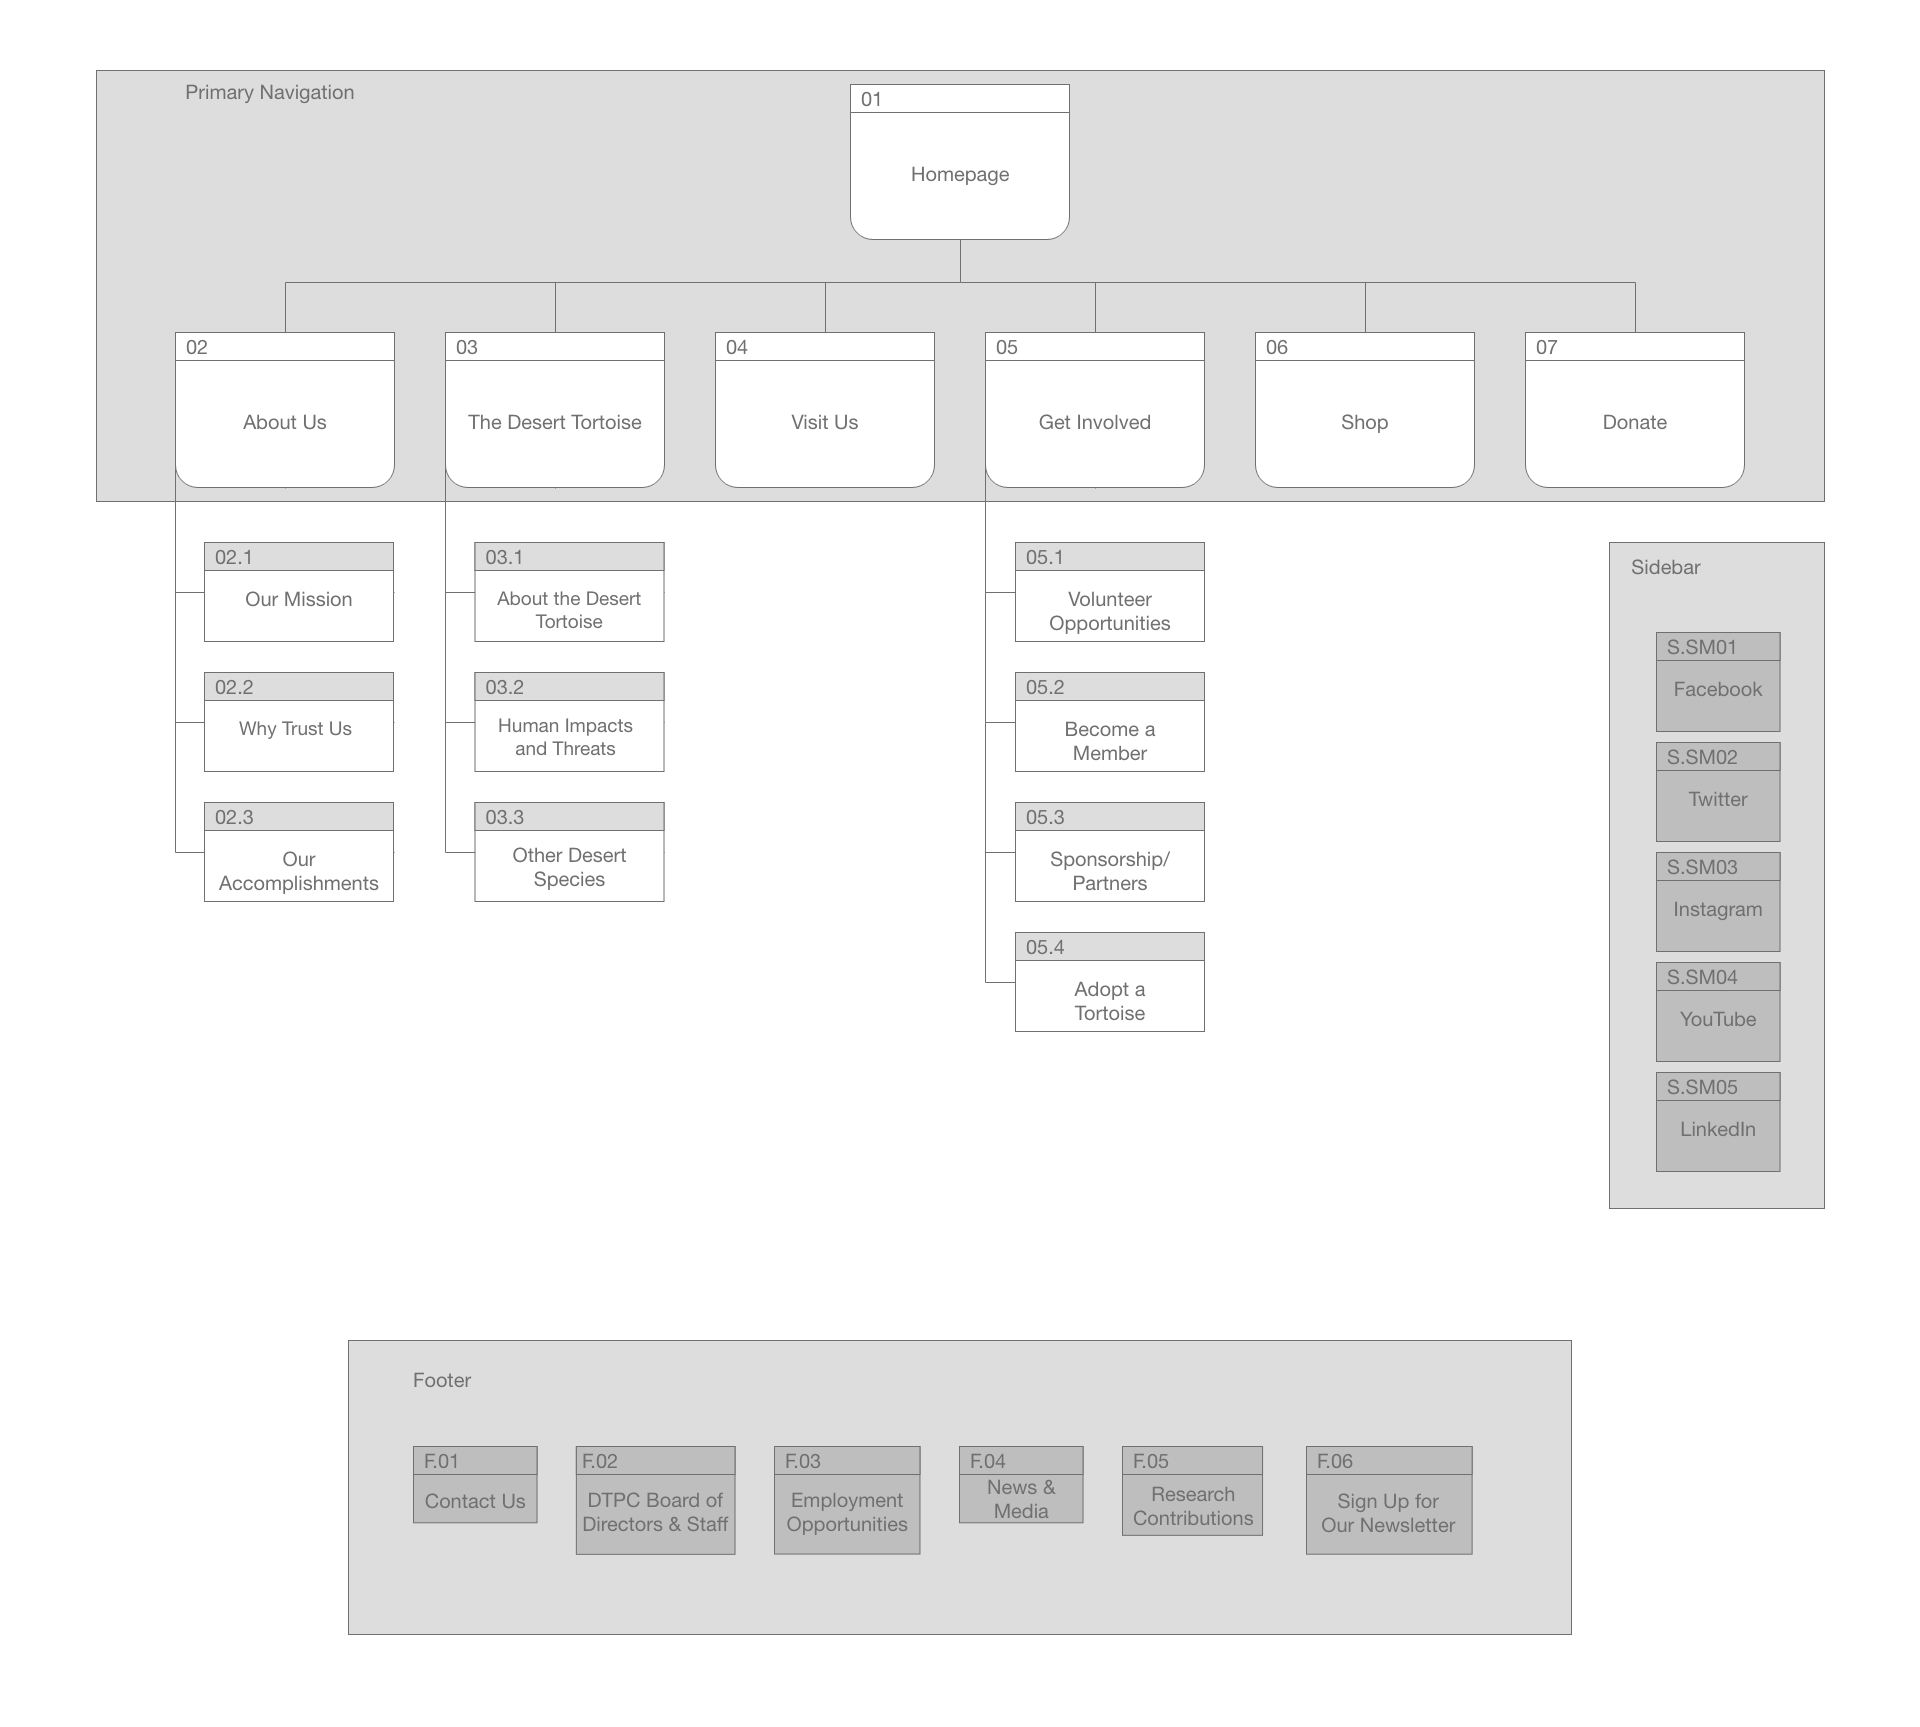 Primary Navigation
01
Homepage
02
About Us
03
The Desert Tortoise
04
Visit Us
05
Get Involved
06
Shop
07
Donate
02.1
Our Mission
02.2
Why Trust Us
02.3
Our
Accomplishments
03.1
About the Desert
Tortoise
03.2
Human Impacts
and Threats
03.3
Other Desert
Species
05.1
Volunteer
Opportunities
05.2
Become a
Member
05.3
Sponsorship/
Partners
05.4
Adopt a
Tortoise
Sidebar
S.SM01
Facebook
S.SM02
Twitter
S.SM03
Instagram
S.SM04
YouTube
S.SM05
LinkedIn
Footer
F.01
Contact Us
F.02
DTPC Board of
Directors & Staff
F.03
Employment
Opportunities
F.04
News &
Media
F.05
Research
Contributions
F.06
Sign Up for
Our Newsletter